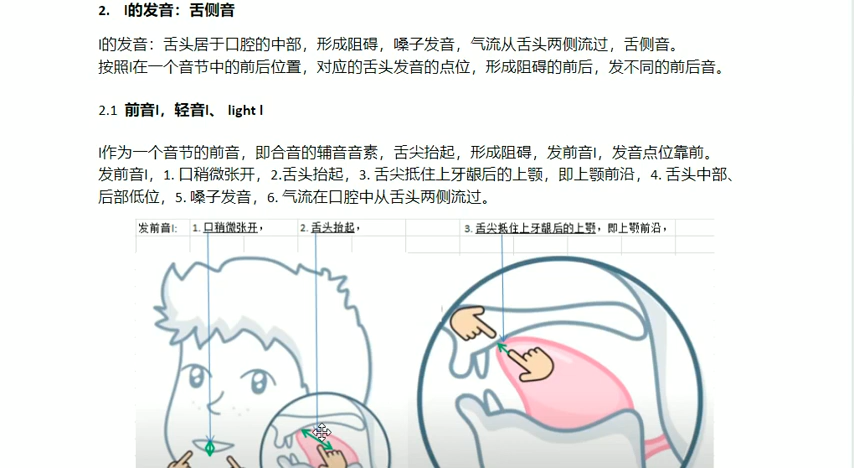 2. l的发音：舌侧音
l的发音：舌头居于口腔的中部，形成阻碍，嗓子发音，气流从舌头两侧流过，舌侧音。
按照l在一个音节中的前后位置，对应的舌头发音的点位，形成阻碍的前后，发不同的前后音。
2.1 前音l，轻音l、 light l
l作为一个音节的前音，即合音的辅音音素，舌尖抬起，形成阻碍，发前音l，发音点位靠前。
发前音l，1. 口稍微张开，2.舌头抬起，3. 舌尖抵住上牙龈后的上颚，即上颚前沿，4. 舌头中部、
后部低位，5. 嗓子发音，6. 气流在口腔中从舌头两侧流过。
发前音l: 1. 口稍微张开， 2. 舌头抬起， 3. 舌尖抵住上牙龈后的上颚，即上颚前沿，